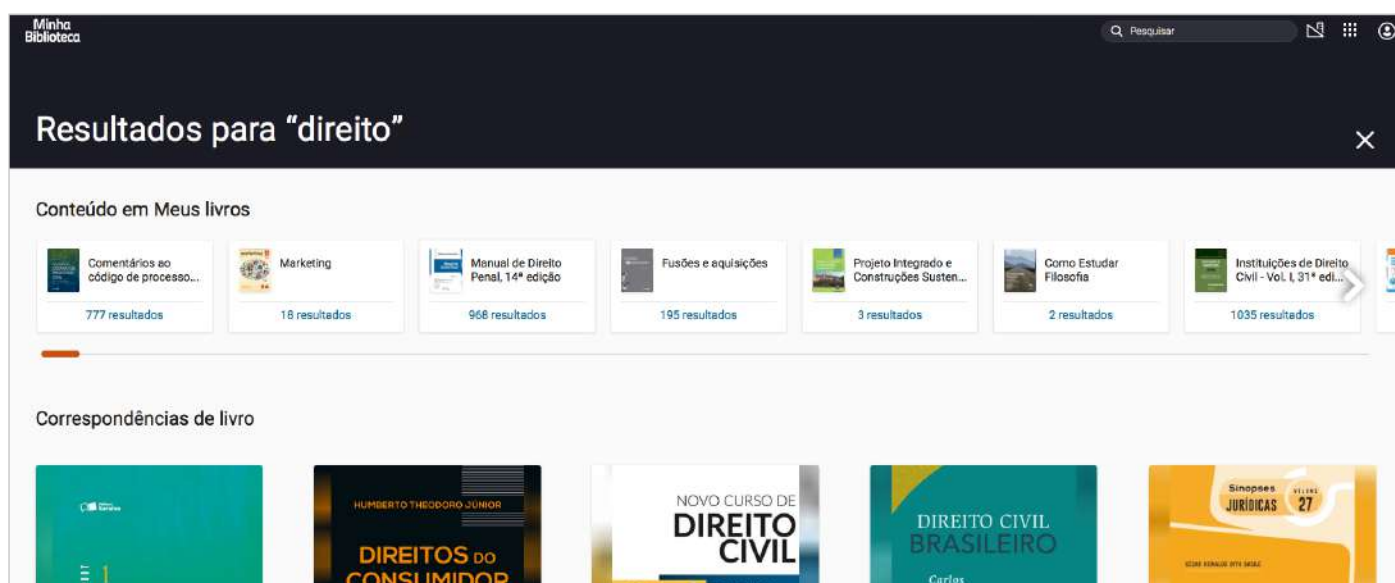 Minha
Biblioteca
Pesquisar
Resultados para “direito”
Conteúdo em Meus livros
Comentários ao
código de processo...
777 resultados
Marketing
18 resultados
Manual de Direito
Penal, 14ª edição
968 resultados
Fusões e aquisições
195 resultados
Projeto Integrado e
Construções Susten...
3 resultados
Como Estudar
Filosofia
2 resultados
Instituições de Direito
Civil - Vol. I, 31ª edi...
1035 resultados
Correspondências de livro
HUMBERTO THEODORO JÚNIOR
DIREITOS DO
CONSUMIDOR
NOVO CURSO DE
DIREITO
CIVIL
DIREITO CIVIL
BRASILEIRO
Carlos
Sinopses
JURÍDICAS
VOLUME
27